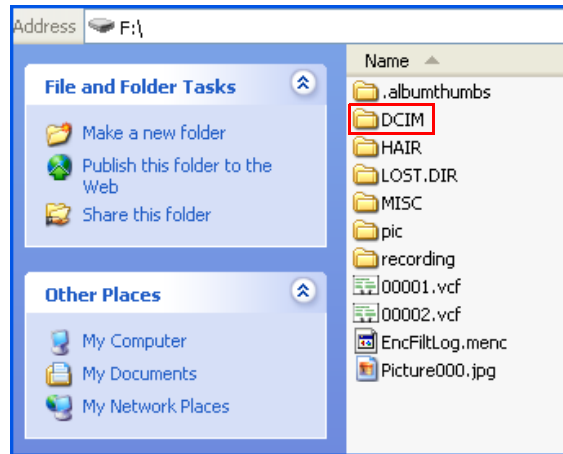 Address F:\
File and Folder Tasks
Make a new folder
Publish this folder to the
Web
Share this folder
Other Places
My Computer
My Documents
My Network Places
Name
.albumthumbs
DCIM
HAIR
LOST.DIR
MISC
pic
recording
00001.vcf
00002.vcf
EncFiltLog.menc
Picture000.jpg